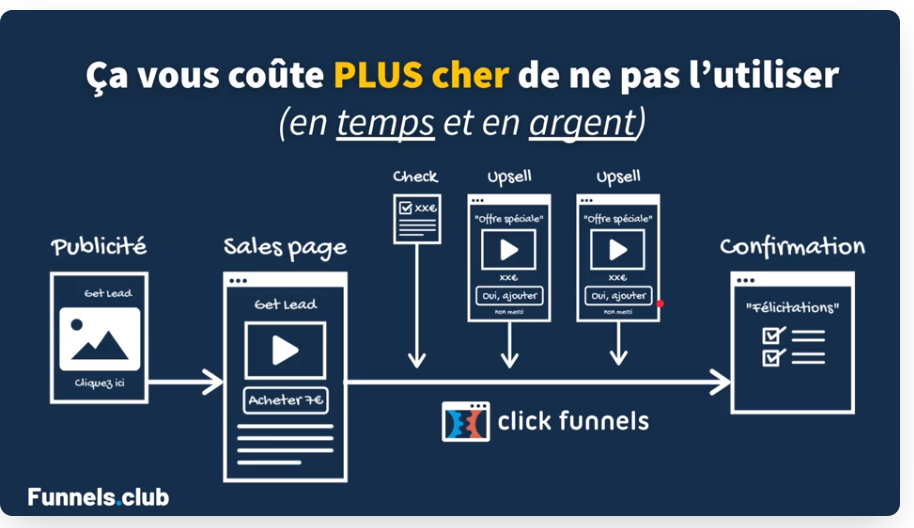 Ça vous coûte PLUS cher de ne pas l’utiliser
(en temps et en argent)
Publicité
Get Lead
Cliquez ici
Sales page
Get Lead
Acheter 7€
Check
xx€
Upsell
"Offre spéciale"
xx€
Oui, ajouter
non merci
Upsell
"Offre spéciale"
xx€
Oui, ajouter
non merci
Confirmation
"Félicitations"
click funnels
Funnels.club